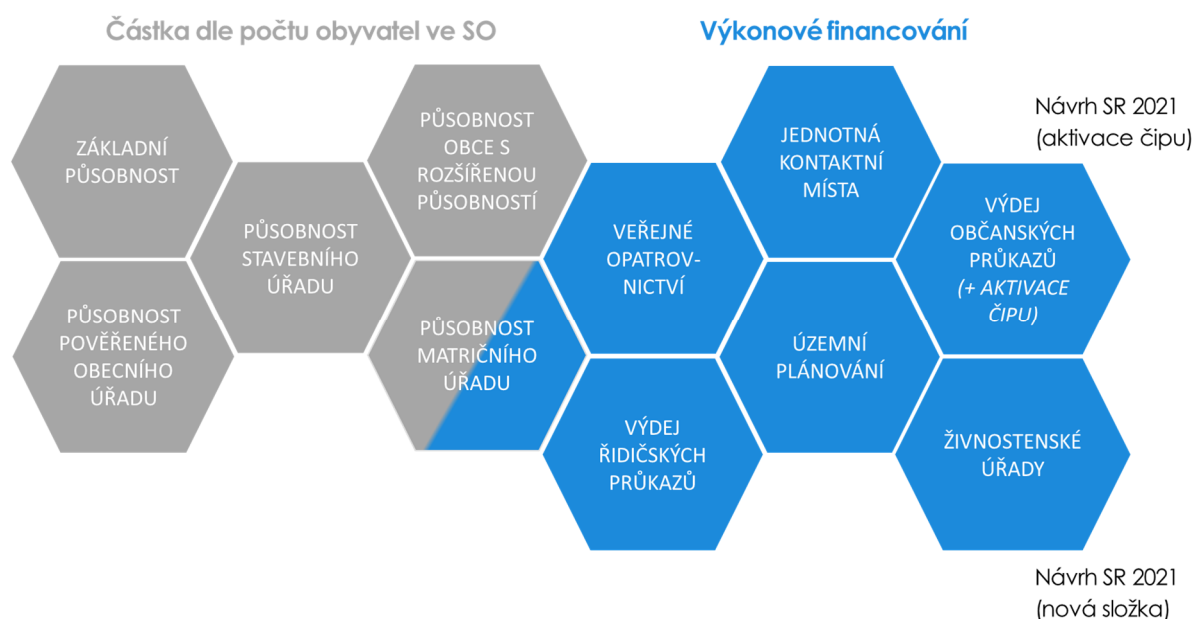 Částka dle počtu obyvatel ve SO
Výkonové financování
ZÁKLADNÍ
PŮSOBNOST
PŮSOBNOST
POVĚŘENÉHO
OBECNÍHO
ÚŘADU
PŮSOBNOST
STAVEBNÍHO
ÚŘADU
PŮSOBNOST
OBCE S
ROZŠÍŘENOU
PŮSOBNOSTÍ
PŮSOBNOST
MATRIČNÍHO
ÚŘADU
VEŘEJNÉ
OPATROV-
NICTVÍ
VÝDEJ
ŘIDIČSKÝCH
PRŮKAZŮ
JEDNOTNÁ
KONTAKTNÍ
MÍSTA
ÚZEMNÍ
PLÁNOVÁNÍ
Návrh SR 2021
(aktivace čipu)
VÝDEJ
OBČANSKÝCH
PRŮKAZŮ
(+ AKTIVACE
ČIPU)
ŽIVNOSTENSKÉ
ÚŘADY
Návrh SR 2021
(nová složka)